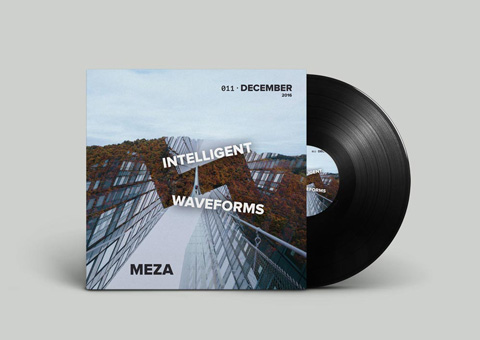 011 · DECEMBER
2016
INTELLIGENT
WAVEFORMS
MEZA